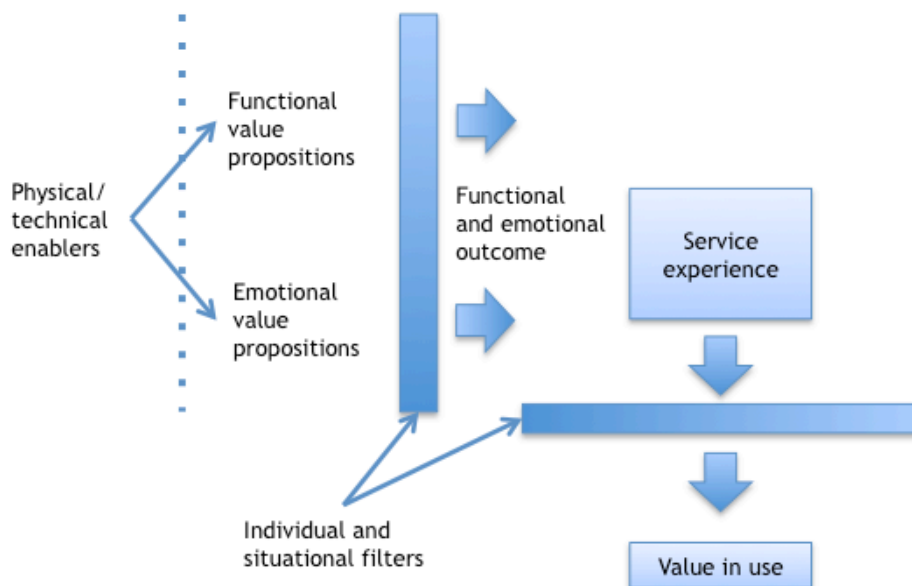 Functional
value
propositions
Physical/
technical
enablers
Emotional
value
propositions
Functional
and emotional
outcome
Service
experience
Individual and
situational filters
Value in use